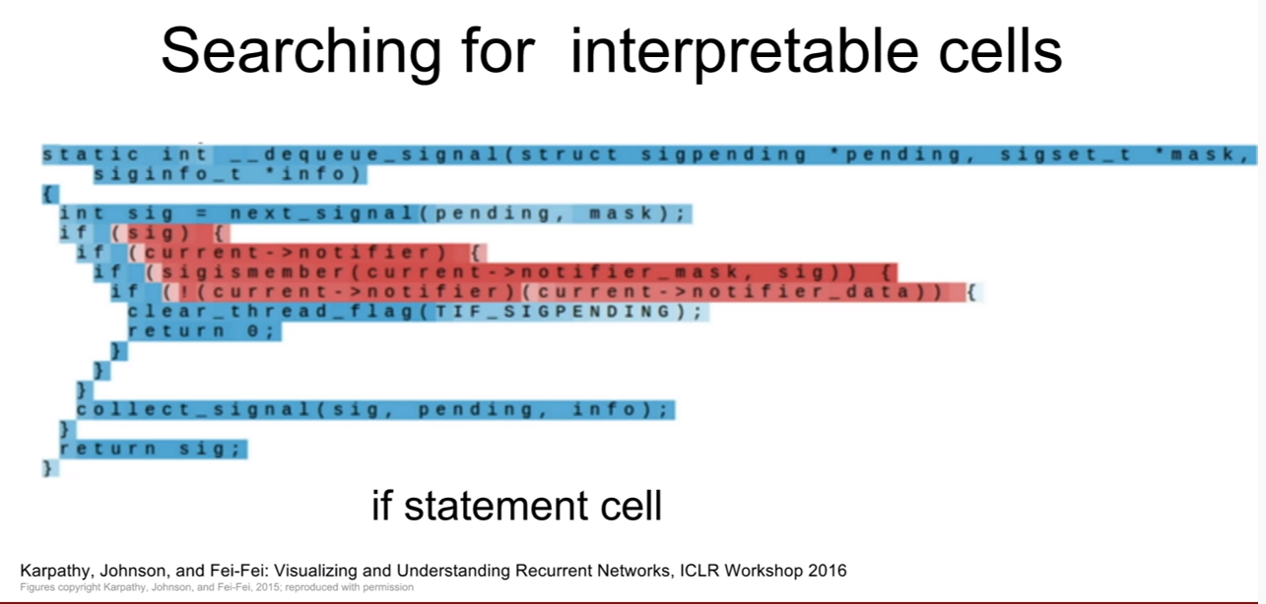 Searching for interpretable cells
static int __dequeue_signal(struct sigpending *pending, sigset_t *mask,
siginfo_t *info)
{
int sig = next_signal(pending, mask);
if (sig) {
if (current->notifier) {
if (sigismember(current->notifier_mask, sig)) {
if (!(current->notifier)(current->notifier_data)) {
clear_thread_flag(TIF_SIGPENDING);
return 0;
}
}
}
collect_signal(sig, pending, info);
}
return sig;
}
if statement cell
Karpathy, Johnson, and Fei-Fei: Visualizing and Understanding Recurrent Networks, ICLR Workshop 2016
Figures copyright Karpathy, Johnson, and Fei-Fei, 2015; reproduced with permission